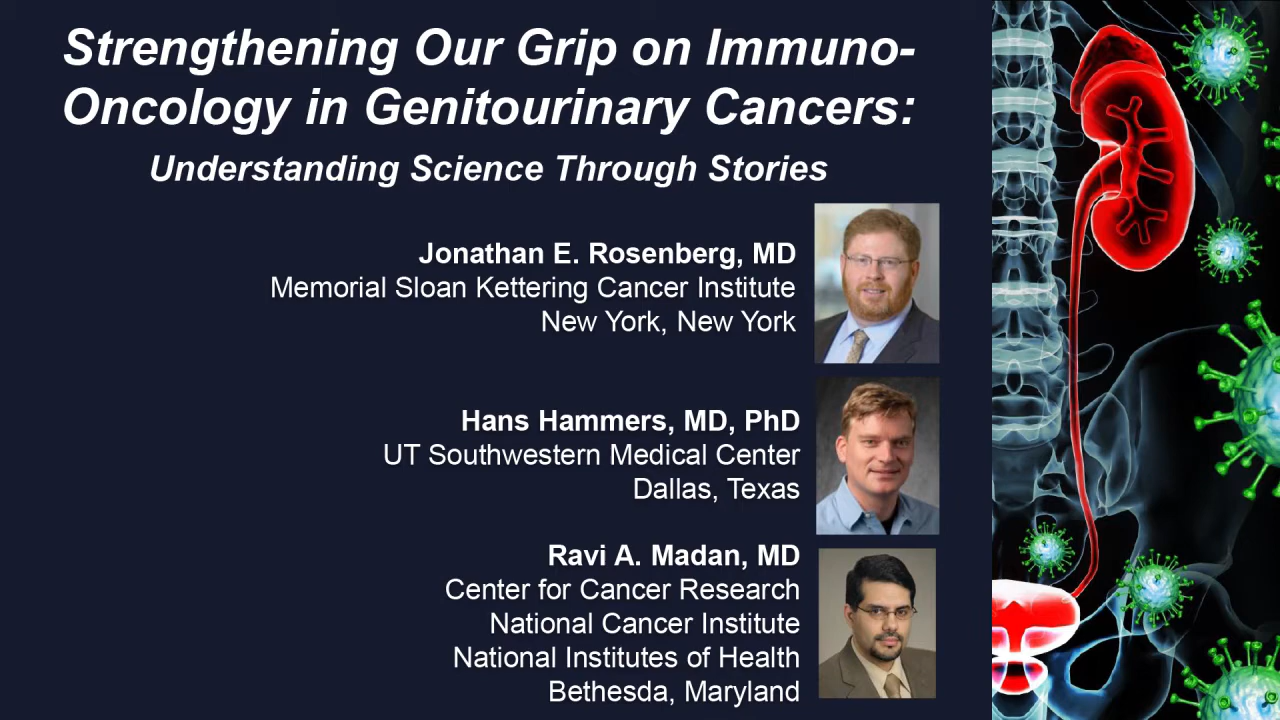 Strengthening Our Grip on Immuno-
Oncology in Genitourinary Cancers:
Understanding Science Through Stories
Jonathan E. Rosenberg, MD
Memorial Sloan Kettering Cancer Institute
New York, New York
Hans Hammers, MD, PhD
UT Southwestern Medical Center
Dallas, Texas
Ravi A. Madan, MD
Center for Cancer Research
National Cancer Institute
National Institutes of Health
Bethesda, Maryland